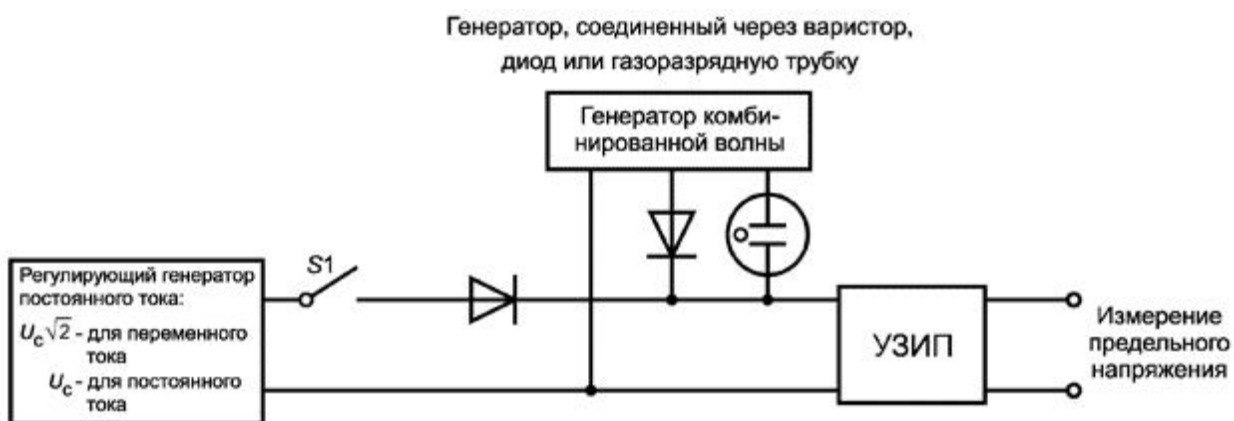 Генератор, соединенный через варистор,
диод или газоразрядную трубку
Генератор комби-
нированной волны
S1
Регулирующий генератор
постоянного тока:
Uc√2 - для переменного
тока
Uc - для постоянного
тока
УЗИП
Измерение
предельного
напряжения